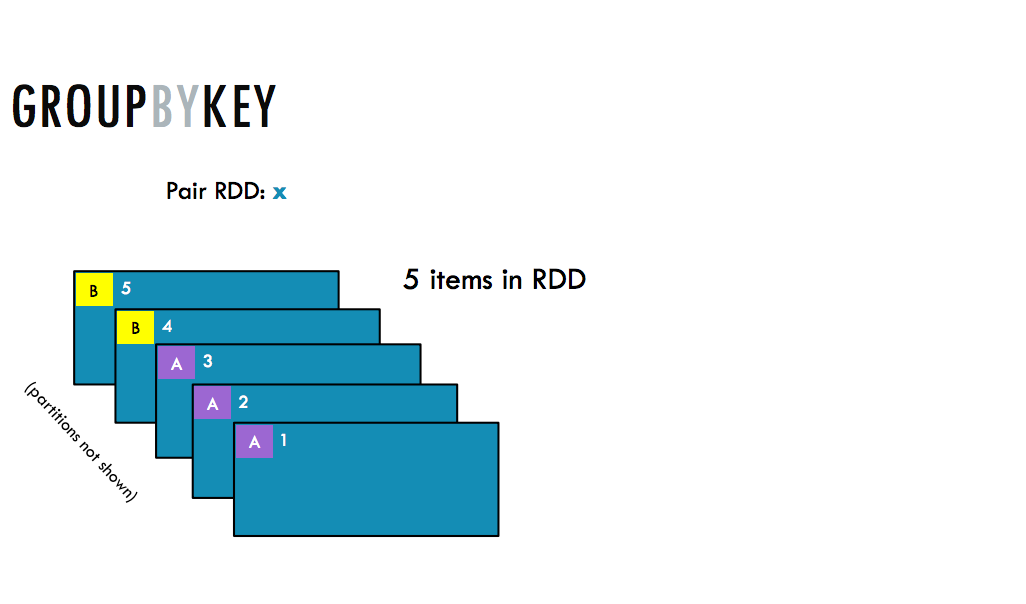 GROUPBYKEY
Pair RDD: x
5 items in RDD
B 5
B 4
A 3
A 2
A 1
(partitions not shown)